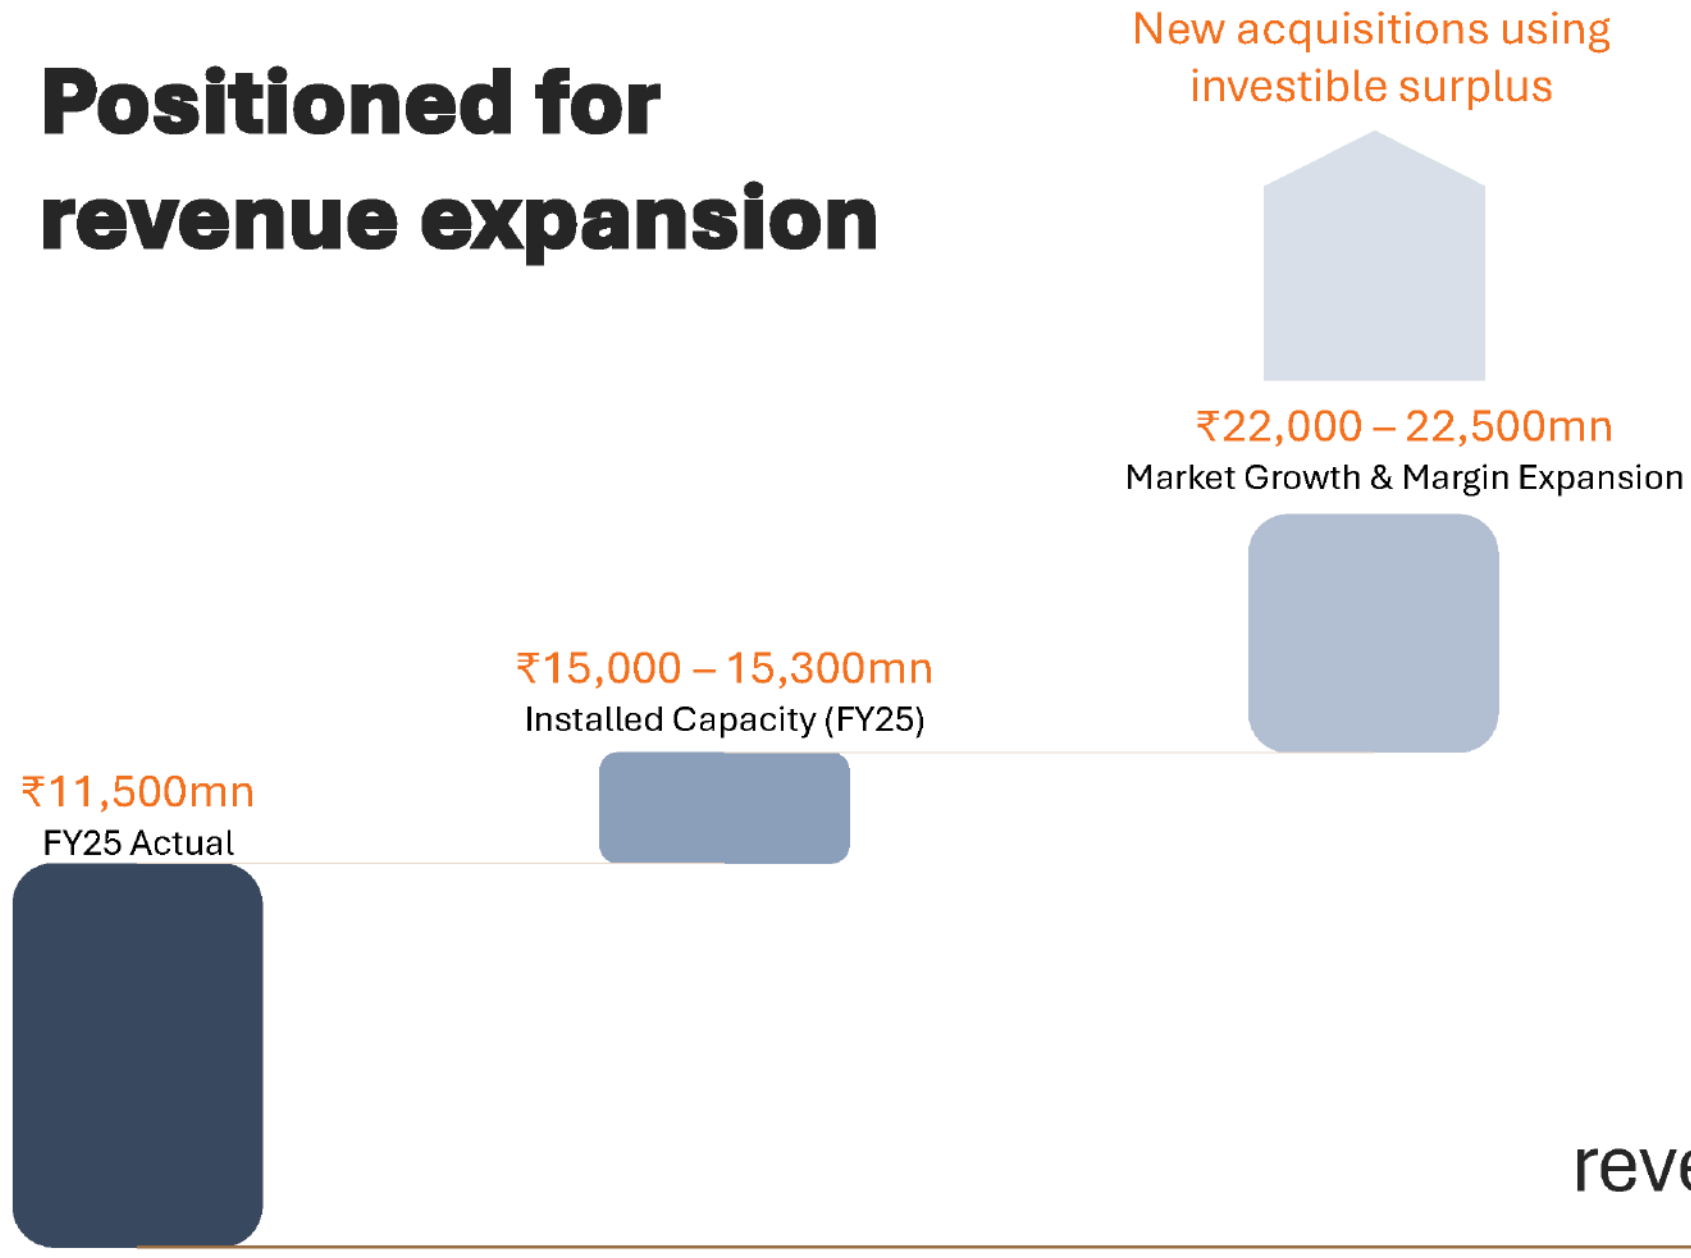 Positioned for
revenue expansion
New acquisitions using
investible surplus
₹22,000 – 22,500mn
Market Growth & Margin Expansion
₹15,000 – 15,300mn
Installed Capacity (FY25)
₹11,500mn
FY25 Actual